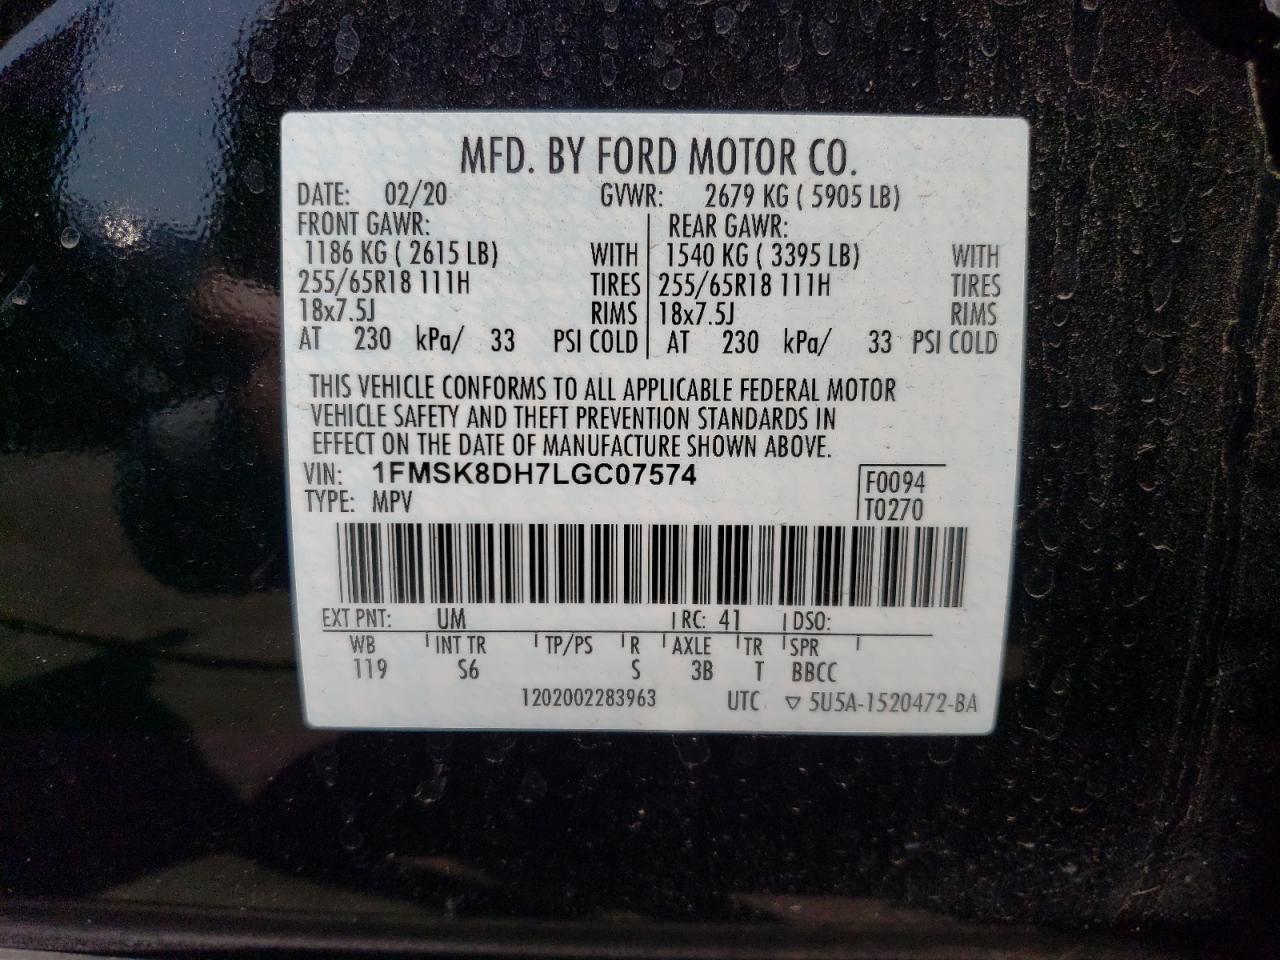 MFD. BY FORD MOTOR CO.
DATE: 02/20 GVWR: 2679 KG ( 5905 LB)
FRONT GAWR: REAR GAWR:
1186 KG ( 2615 LB) WITH 1540 KG ( 3395 LB) WITH
255/65R18 111H TIRES 255/65R18 111H TIRES
18x7.5J RIMS 18x7.5J RIMS
AT 230 kPa/ 33 PSI COLD AT 230 kPa/ 33 PSI COLD
THIS VEHICLE CONFORMS TO ALL APPLICABLE FEDERAL MOTOR
VEHICLE SAFETY AND THEFT PREVENTION STANDARDS IN
EFFECT ON THE DATE OF MANUFACTURE SHOWN ABOVE.
VIN: 1FMSK8DH7LGC07574 F0094
TYPE: MPV T0270
EXT PNT: UM RC: 41 DSO:
WB INT TR TP/PS R AXLE TR SPR
119 S6 S 3B T BBCC
1202002283963 UTC ▽ 5U5A-1520472-BA